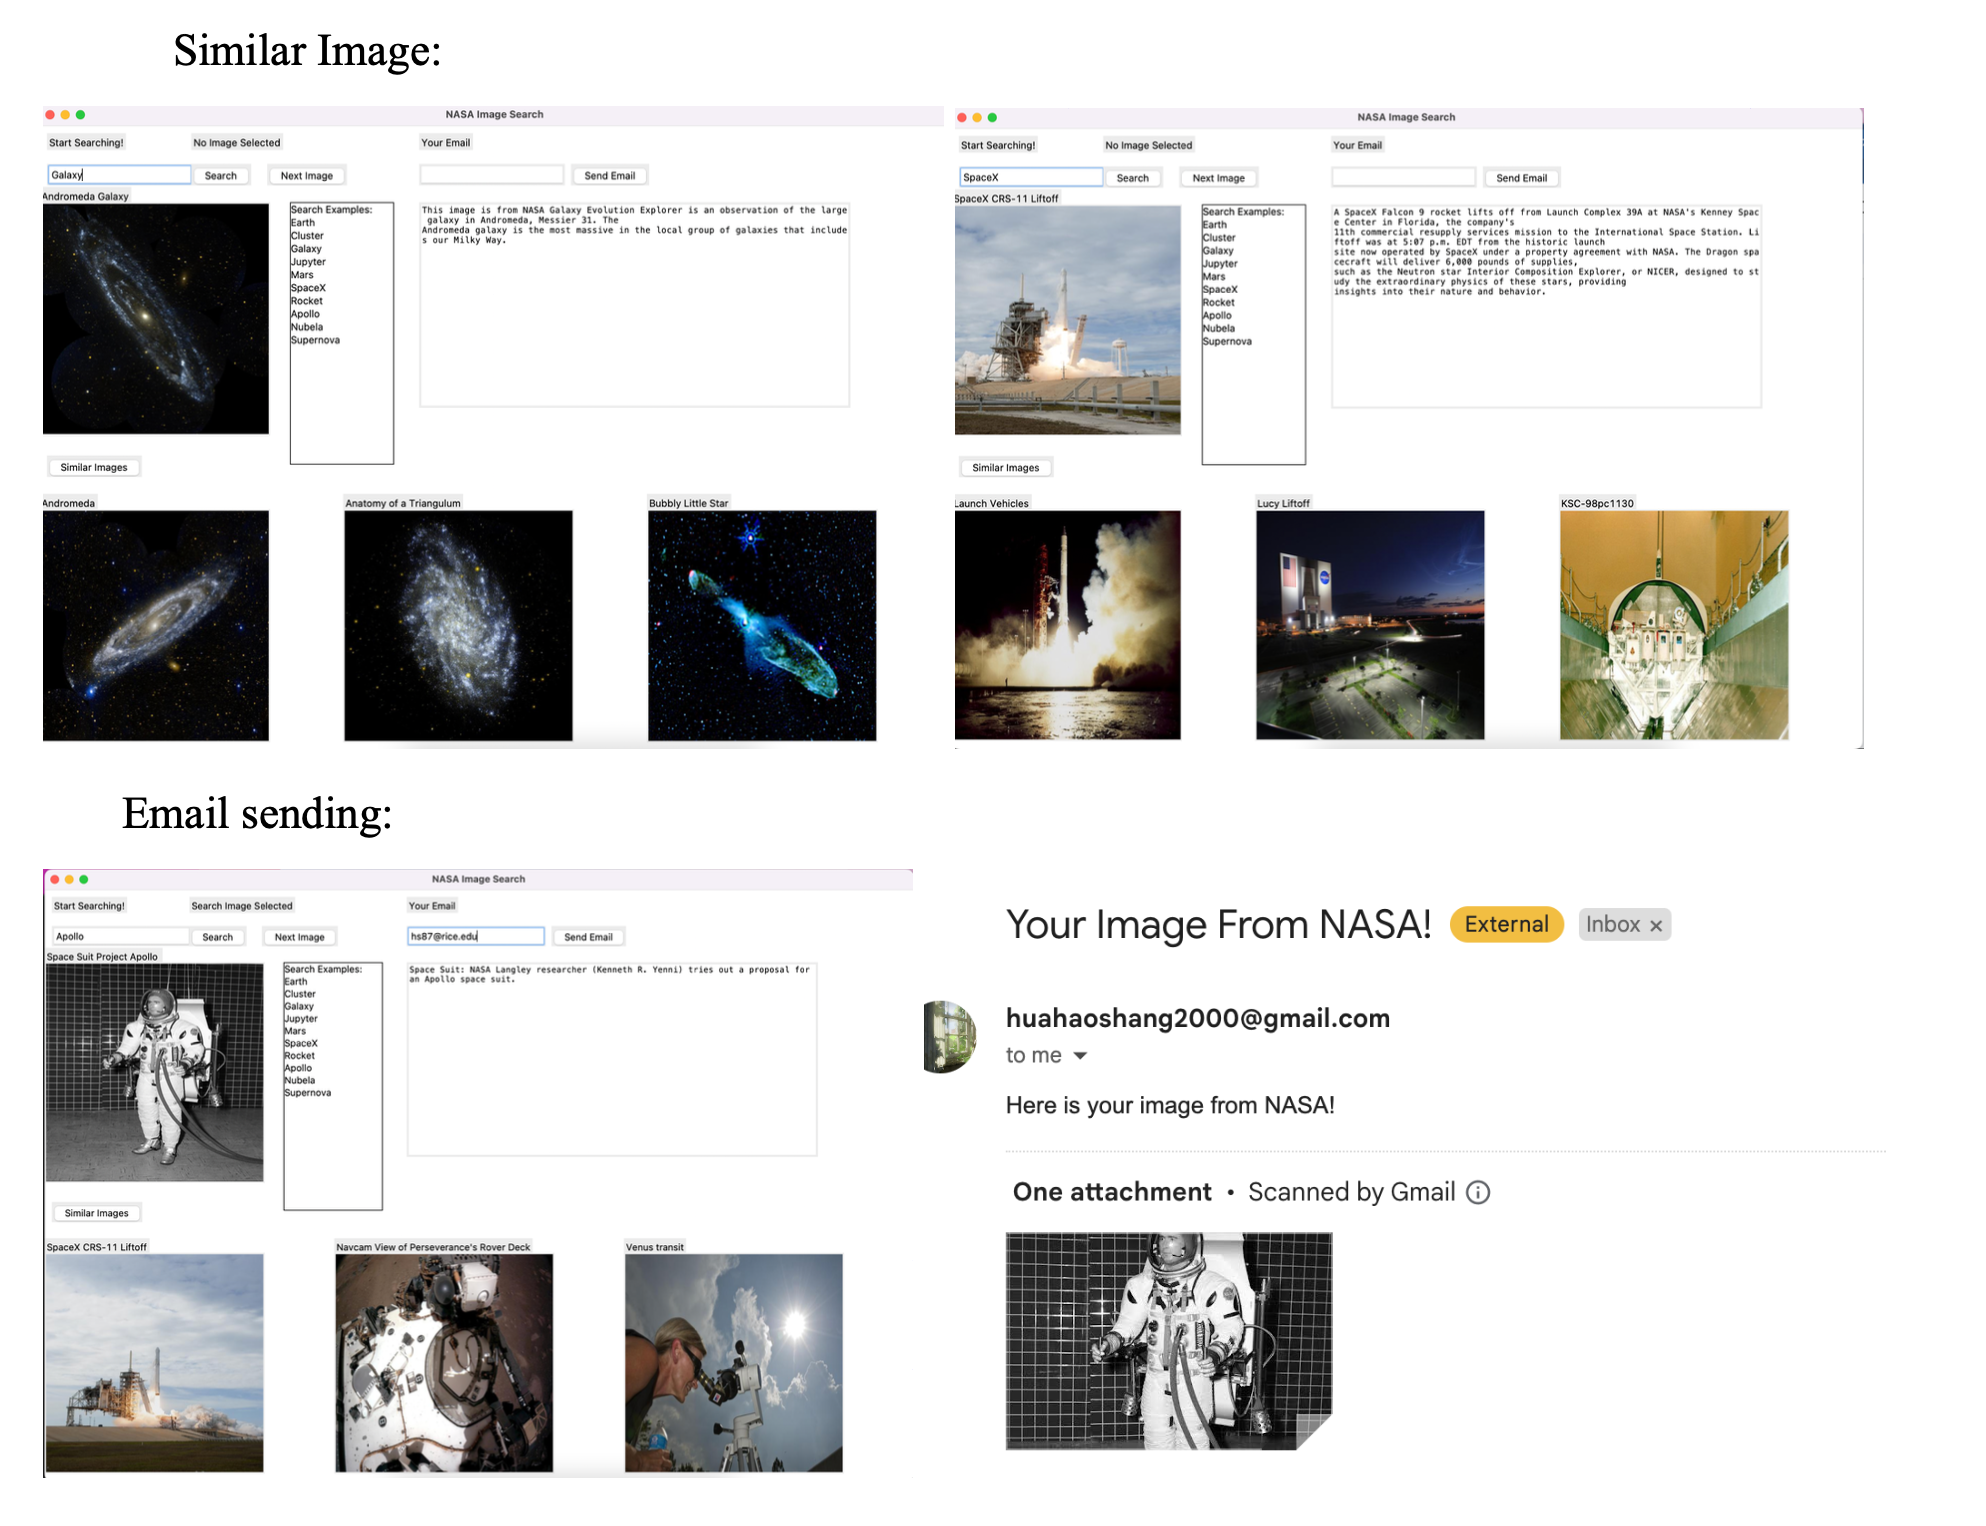 Similar Image:
NASA Image Search
Start Searching!
No Image Selected
Your Email
Galaxy
Search
Next Image
Send Email
Andromeda Galaxy
Search Examples:
Earth
Cluster
Galaxy
Jupyter
Mars
SpaceX
Rocket
Apollo
Nubela
Supernova
This image is from NASA Galaxy Evolution Explorer is an observation of the large
galaxy in Andromeda, Messier 31. The
Andromeda galaxy is the most massive in the local group of galaxies that include
s our Milky Way.
Similar Images
Andromeda
Anatomy of a Triangulum
Bubbly Little Star
NASA Image Search
Start Searching!
No Image Selected
Your Email
SpaceX
Search
Next Image
Send Email
SpaceX CRS-11 Liftoff
Search Examples:
Earth
Cluster
Galaxy
Jupyter
Mars
SpaceX
Rocket
Apollo
Nubela
Supernova
A SpaceX Falcon 9 rocket lifts off from Launch Complex 39A at NASA's Kenney Spac
e Center in Florida, the company's
11th commercial resupply services mission to the International Space Station. Li
ftoff was at 5:07 p.m. EDT from the historic launch
site now operated by SpaceX under a property agreement with NASA. The Dragon spa
cecraft will deliver 6,000 pounds of supplies,
such as the Neutron star Interior Composition Explorer, or NICER, designed to st
udy the extraordinary physics of these stars, providing
insights into their nature and behavior.
Similar Images
Launch Vehicles
Lucy Liftoff
KSC-98pc1130
Email sending:
NASA Image Search
Start Searching!
Search Image Selected
Your Email
Apollo
Search
Next Image
hs87@rice.edu
Send Email
Space Suit Project Apollo
Search Examples:
Earth
Cluster
Galaxy
Jupyter
Mars
SpaceX
Rocket
Apollo
Nubela
Supernova
Space Suit: NASA Langley researcher (Kenneth R. Yenni) tries out a proposal for
an Apollo space suit.
Similar Images
SpaceX CRS-11 Liftoff
Navcam View of Perseverance's Rover Deck
Venus transit
Your Image From NASA!
External
Inbox ×
huahaoshang2000@gmail.com
to me
Here is your image from NASA!
One attachment • Scanned by Gmail